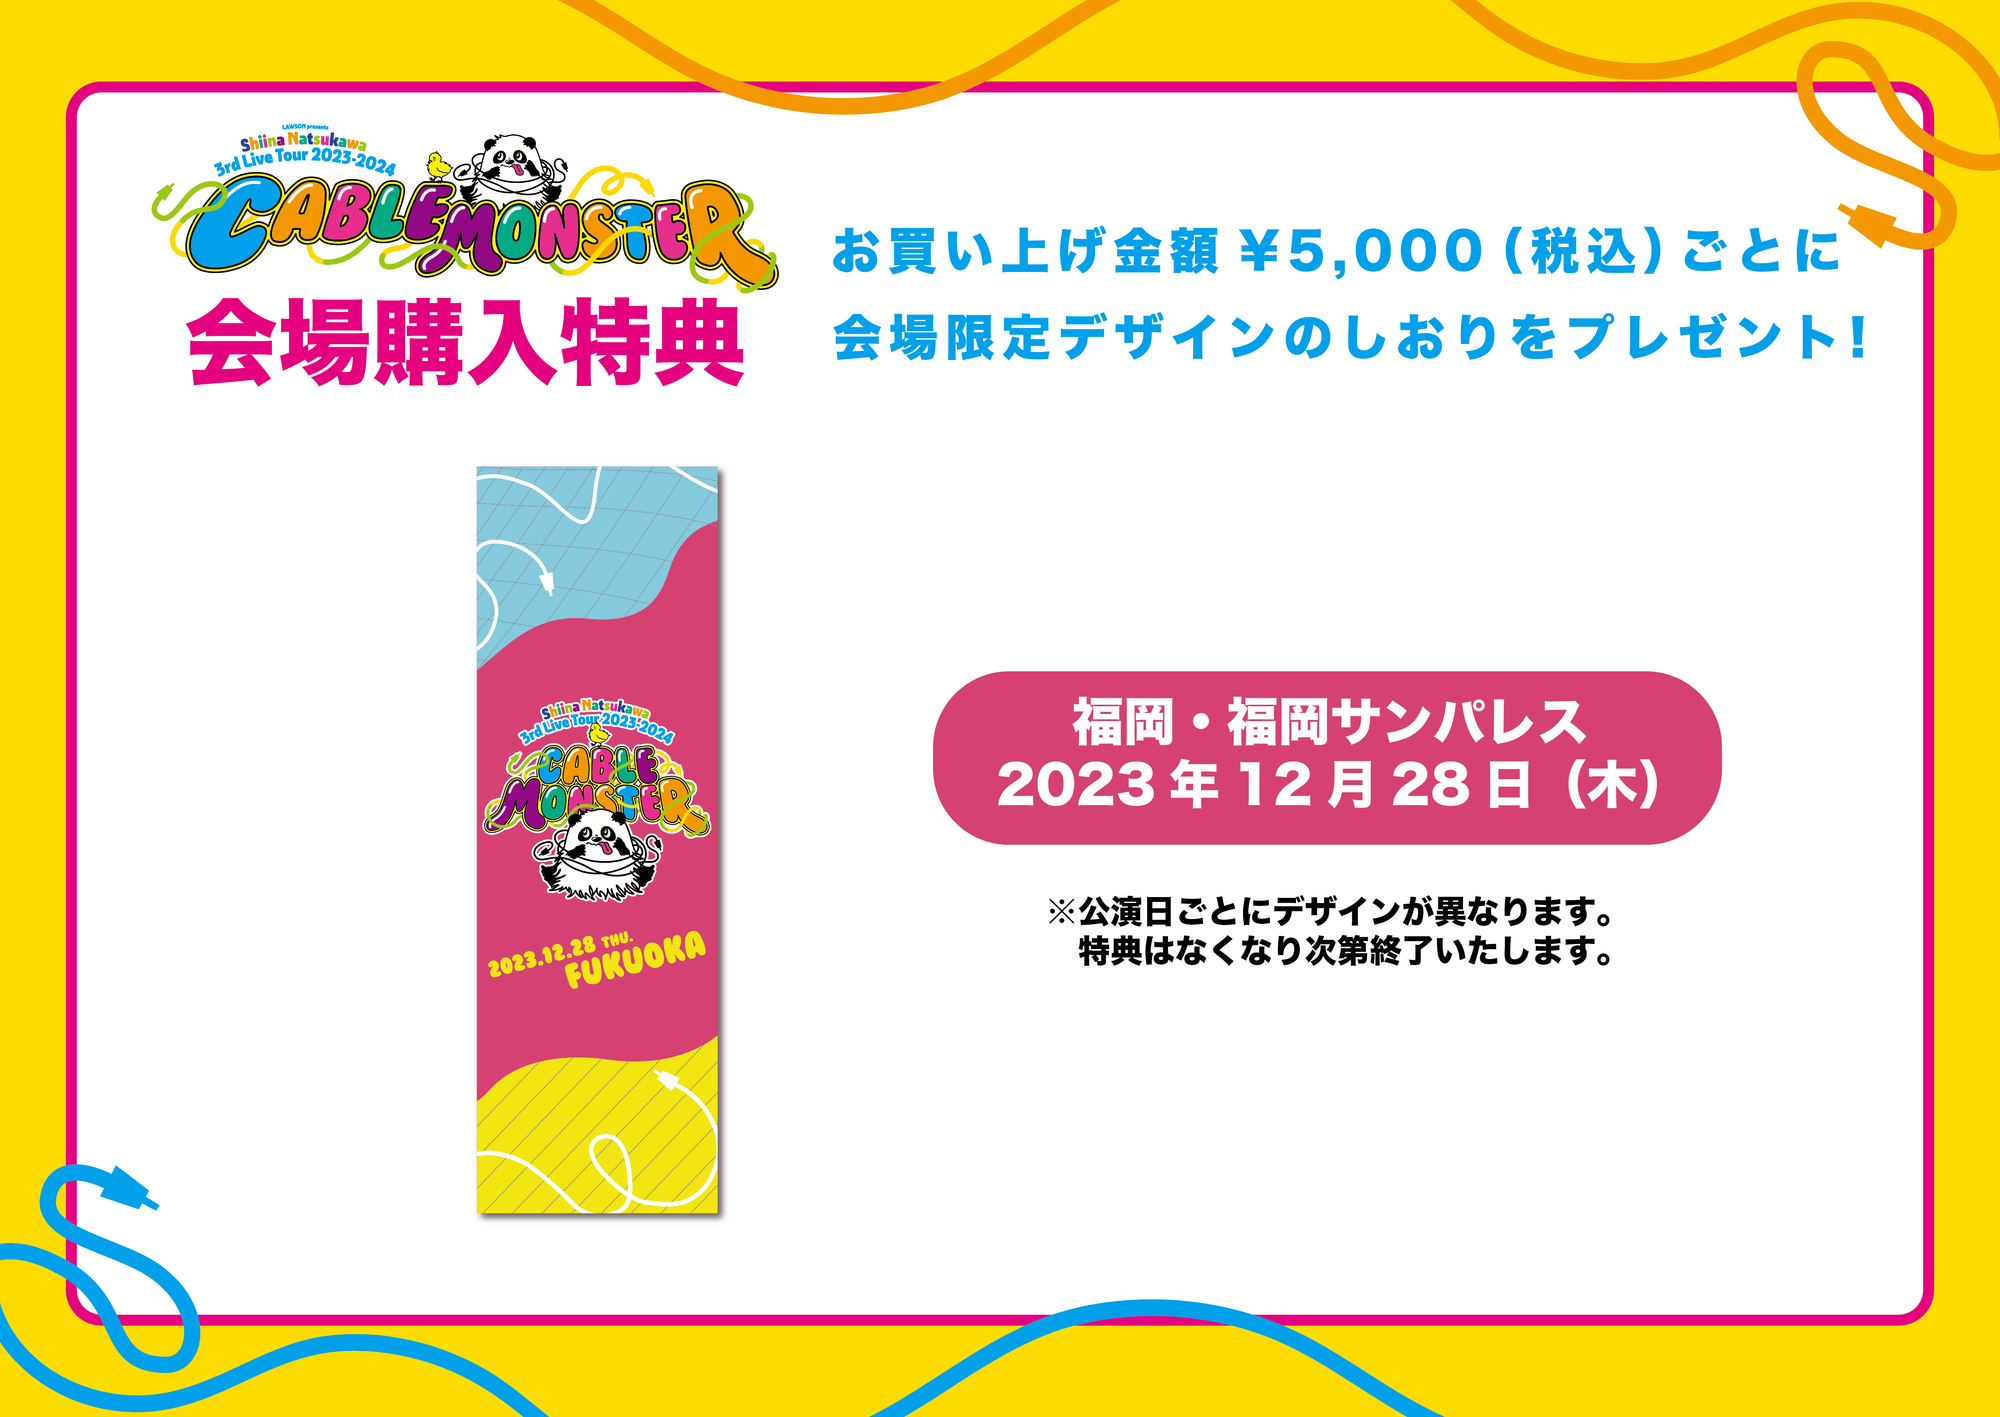 LAWSON presents
Shiina Natsukawa
3rd Live Tour 2023-2024
CABLE MONSTER
会場購入特典
お買い上げ金額¥5,000(税込)ごとに
会場限定デザインのしおりをプレゼント!
Shiina Natsukawa
3rd Live Tour 2023-2024
CABLE
MONSTER
2023.12.28 THU.
FUKUOKA
福岡・福岡サンパレス
2023年12月28日(木)
※公演日ごとにデザインが異なります。
特典はなくなり次第終了いたします。